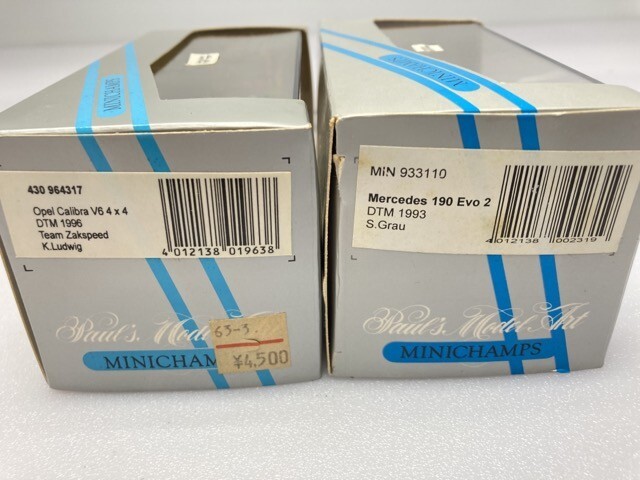 MINICHAMPS
430 964317
Opel Calibra V6 4 x 4
DTM 1996
Team Zakspeed
K.Ludwig
4 012138 019638
Paul's Model Art
MINICHAMPS
63-3
¥4,500
MINICHAMPS
MiN 933110
Mercedes 190 Evo 2
DTM 1993
S.Grau
4 012138 002319
Paul's Model Art
MINICHAMPS